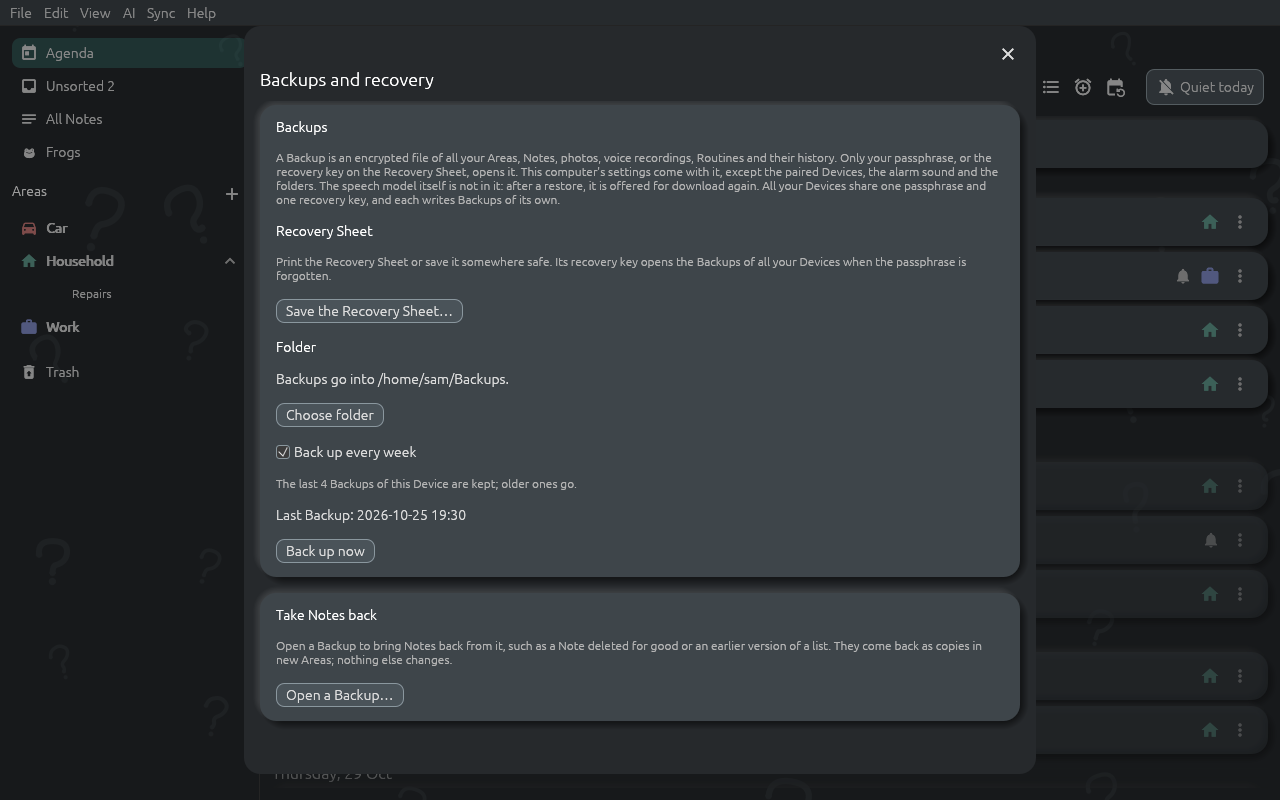 File Edit View AI Sync Help
Agenda
Unsorted 2
All Notes
Frogs
Areas
Car
Household
Repairs
Work
Trash
Quiet today
Backups and recovery
Backups
A Backup is an encrypted file of all your Areas, Notes, photos, voice recordings, Routines and their history. Only your passphrase, or the
recovery key on the Recovery Sheet, opens it. This computer's settings come with it, except the paired Devices, the alarm sound and the
folders. The speech model itself is not in it: after a restore, it is offered for download again. All your Devices share one passphrase and
one recovery key, and each writes Backups of its own.
Recovery Sheet
Print the Recovery Sheet or save it somewhere safe. Its recovery key opens the Backups of all your Devices when the passphrase is
forgotten.
Save the Recovery Sheet…
Folder
Backups go into /home/sam/Backups.
Choose folder
Back up every week
The last 4 Backups of this Device are kept; older ones go.
Last Backup: 2026-10-25 19:30
Back up now
Take Notes back
Open a Backup to bring Notes back from it, such as a Note deleted for good or an earlier version of a list. They come back as copies in
new Areas; nothing else changes.
Open a Backup…
Thursday, 29 Oct